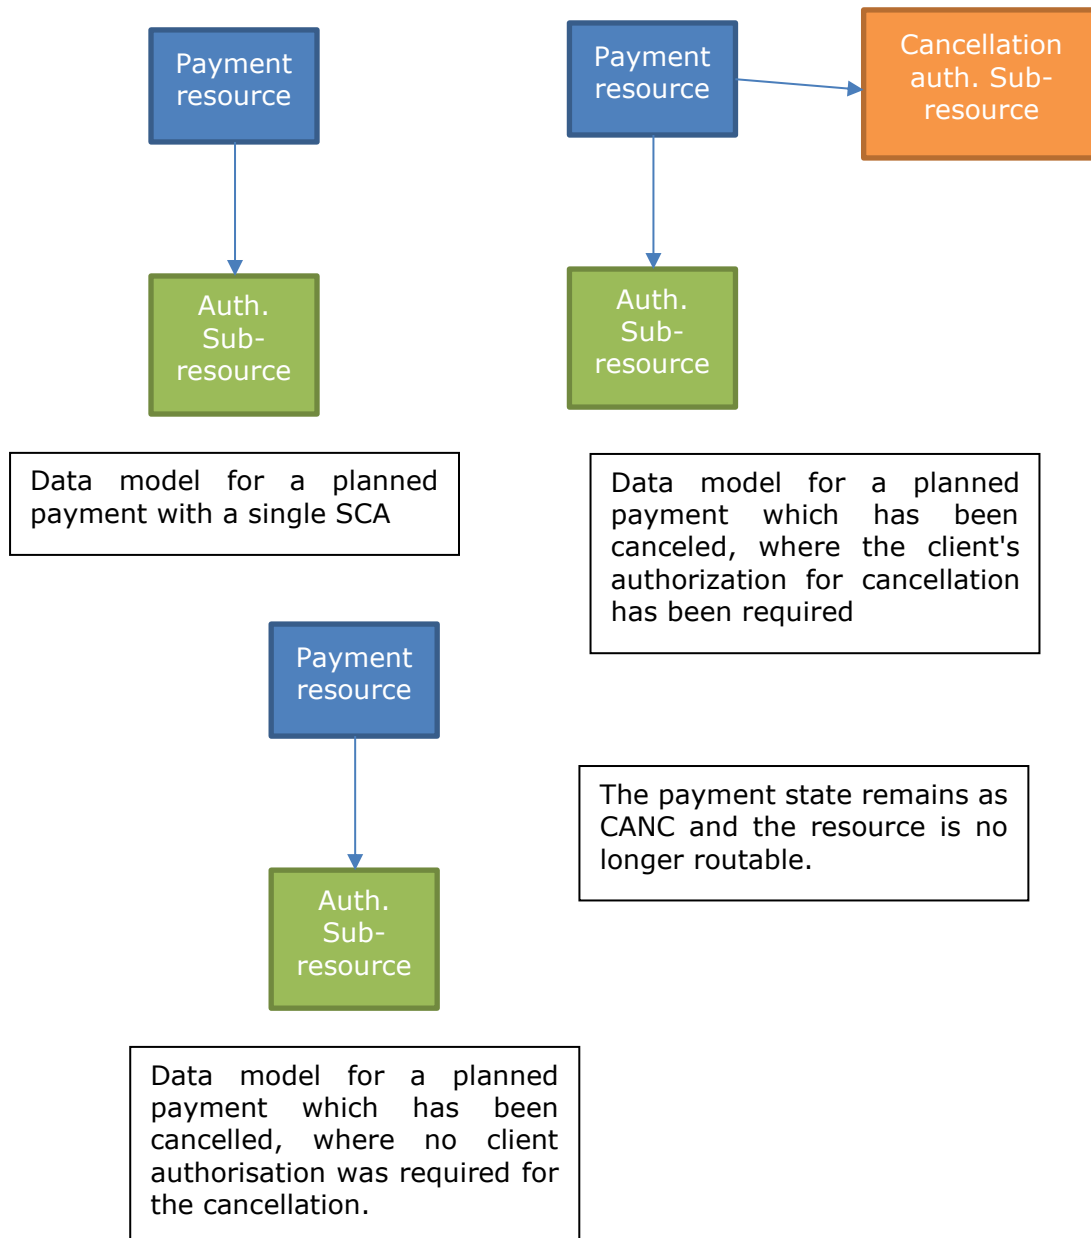 Payment
resource
Auth.
Sub-
resource
Data model for a planned
payment with a single SCA
Payment
resource
Cancellation
auth. Sub-
resource
Auth.
Sub-
resource
Data model for a planned
payment which has been
canceled, where the client's
authorization for cancellation
has been required
Payment
resource
Auth.
Sub-
resource
Data model for a planned
payment which has been
cancelled, where no client
authorisation was required for
the cancellation.
The payment state remains as
CANC and the resource is no
longer routable.